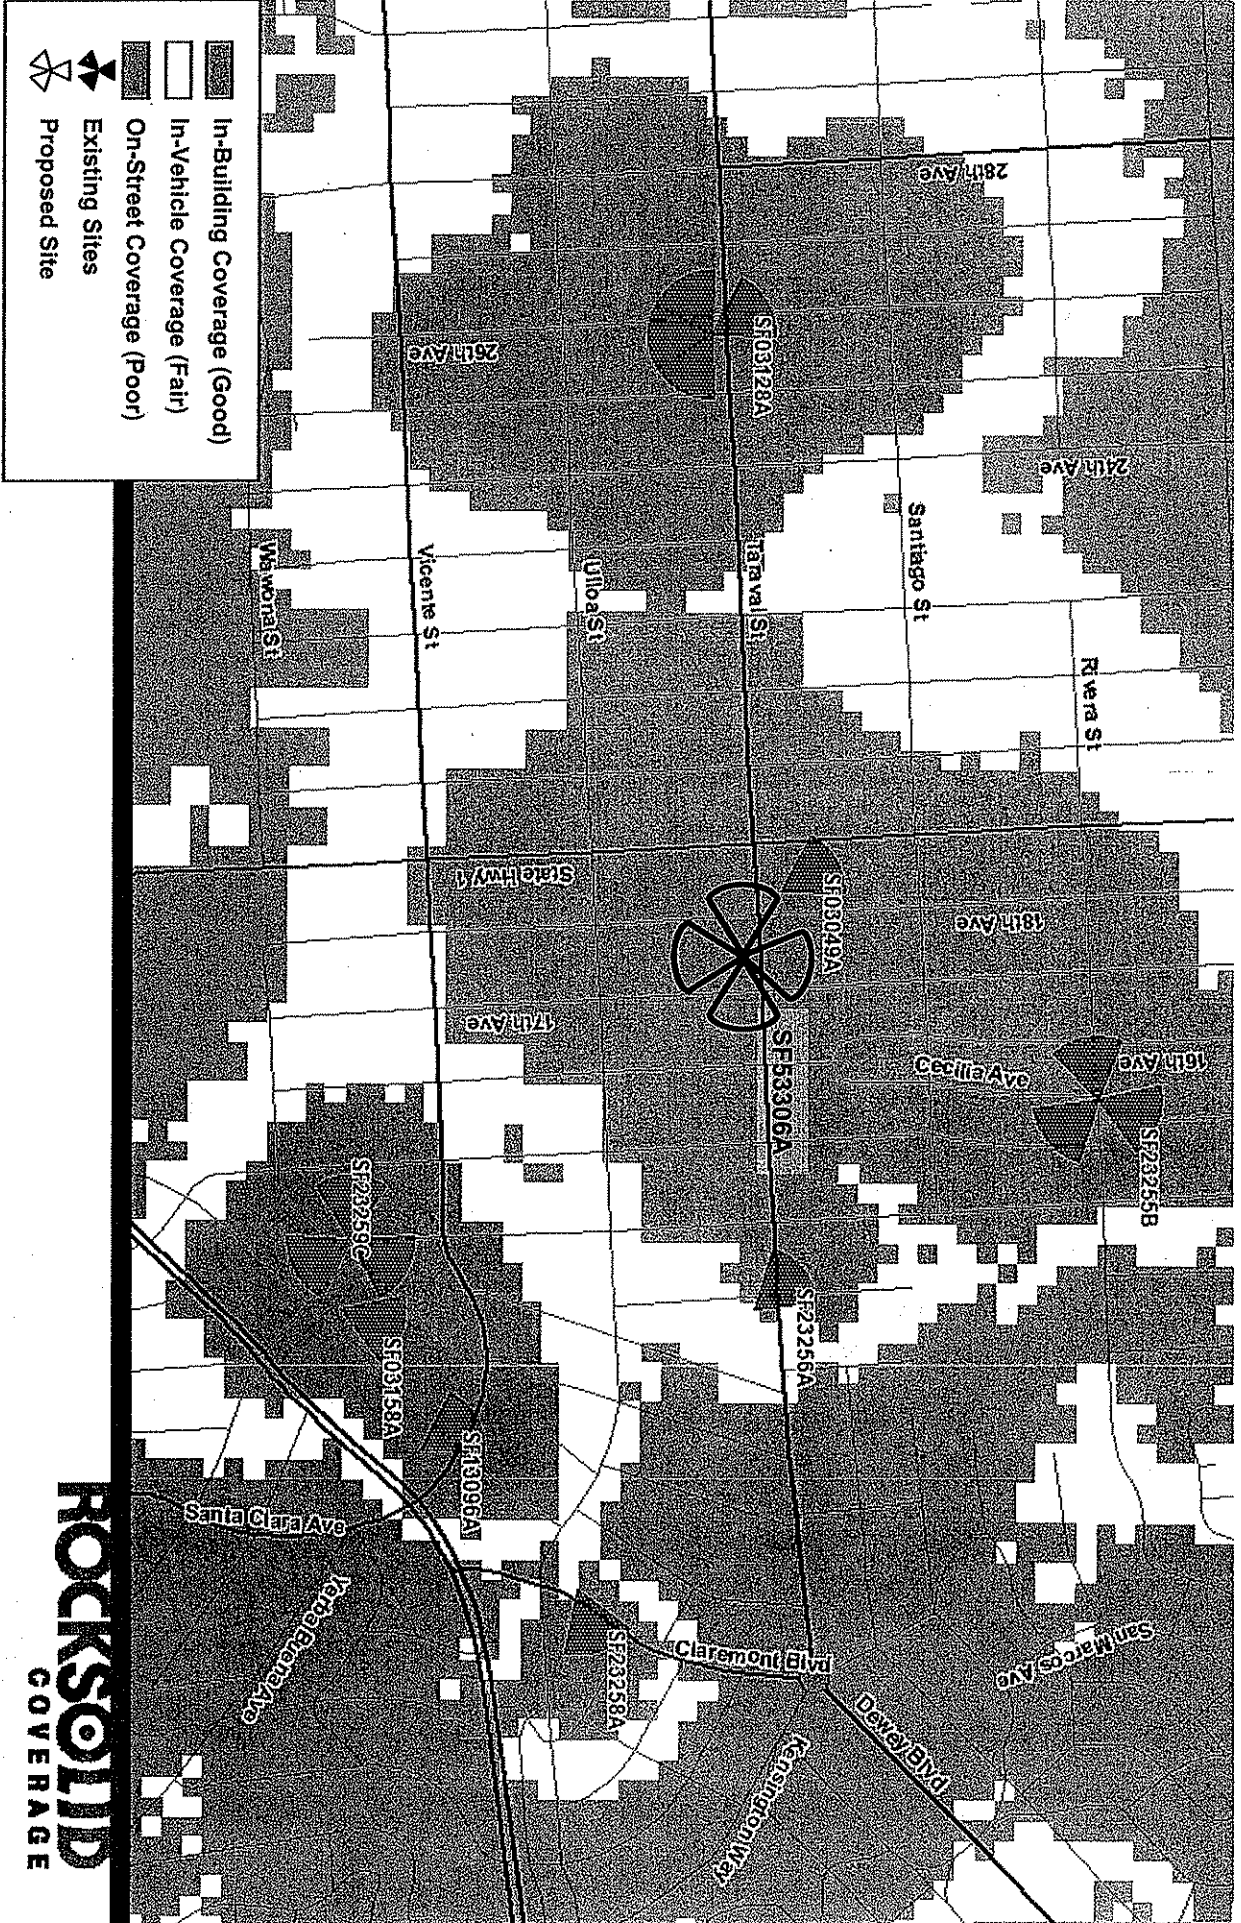 In-Building Coverage (Good)
In-Vehicle Coverage (Fair)
On-Street Coverage (Poor)
Existing Sites
Proposed Site
28th Ave
26th Ave
24th Ave
SF03128A
Santiago St
Rivera St
Taraval St
Ulloa St
Vicente St
Wawona St
State Hwy 1
18th Ave
17th Ave
16th Ave
Cecilia Ave
SF03049A
SF53306A
SF23255B
SF23256A
SF23259C
SF03158A
SF13096A
SF23258A
Santa Clara Ave
Yerba Buena Ave
Claremont Blvd
Dewey Blvd
Kensington Way
San Marcos Ave
ROCKSOLID
COVERAGE